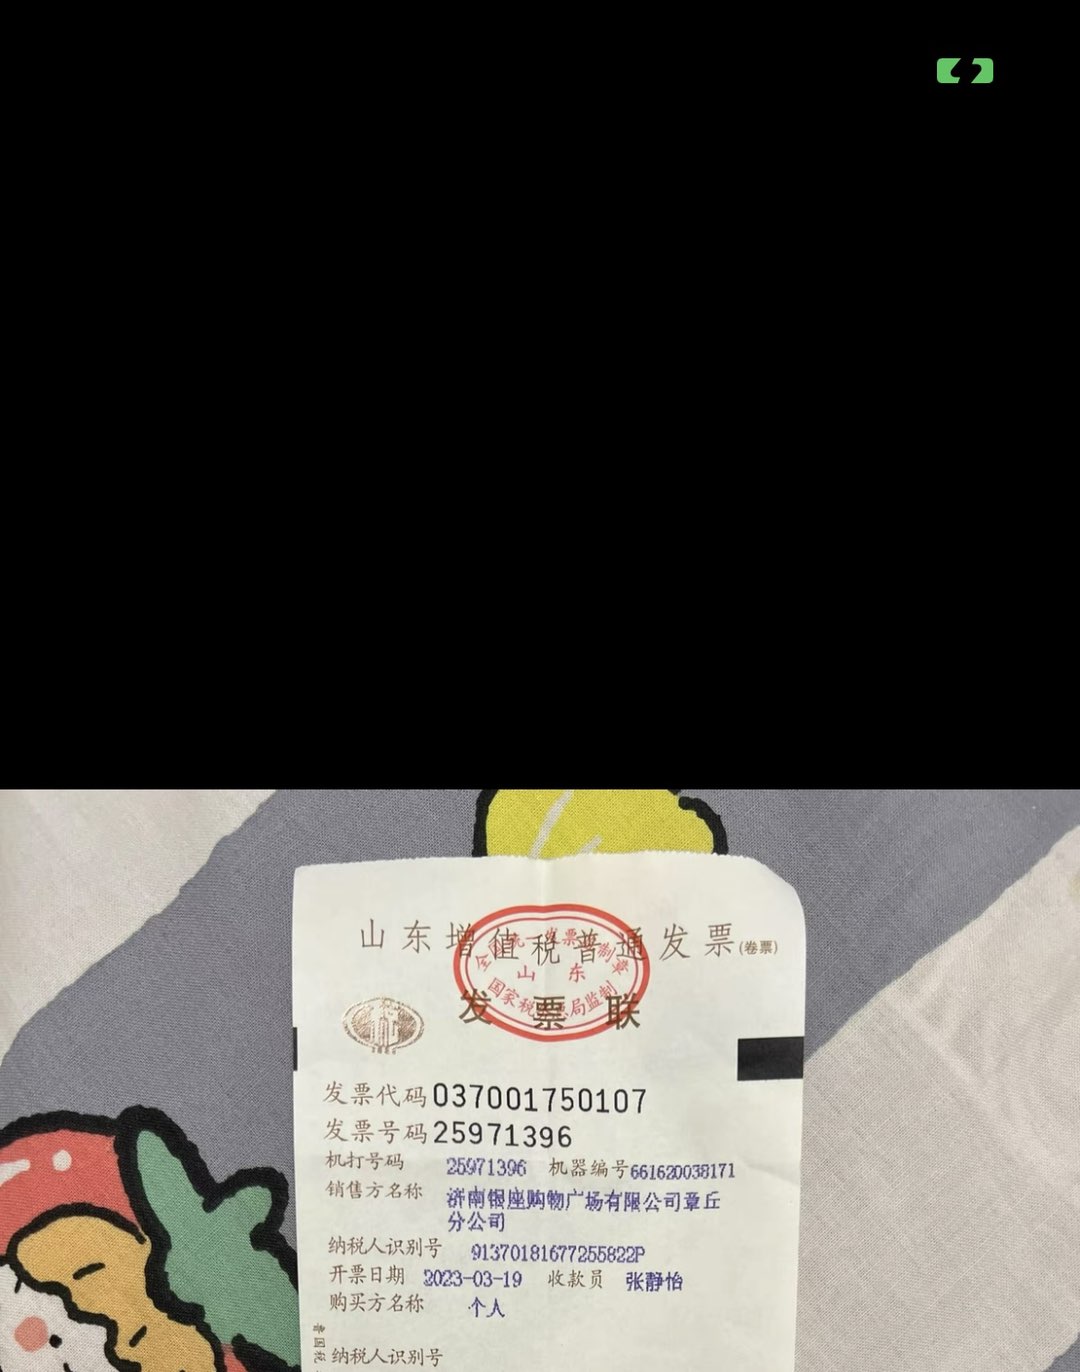 山东增值税普通发票(卷票)
全国统一发票监制章
山东
国家税务总局监制
发票联
发票代码037001750107
发票号码25971396
机打号码 25971396 机器编号661620038171
销售方名称 济南银座购物广场有限公司章丘
分公司
纳税人识别号 91370181677255822P
开票日期 2023-03-19 收款员 张静怡
购买方名称 个人
纳税人识别号